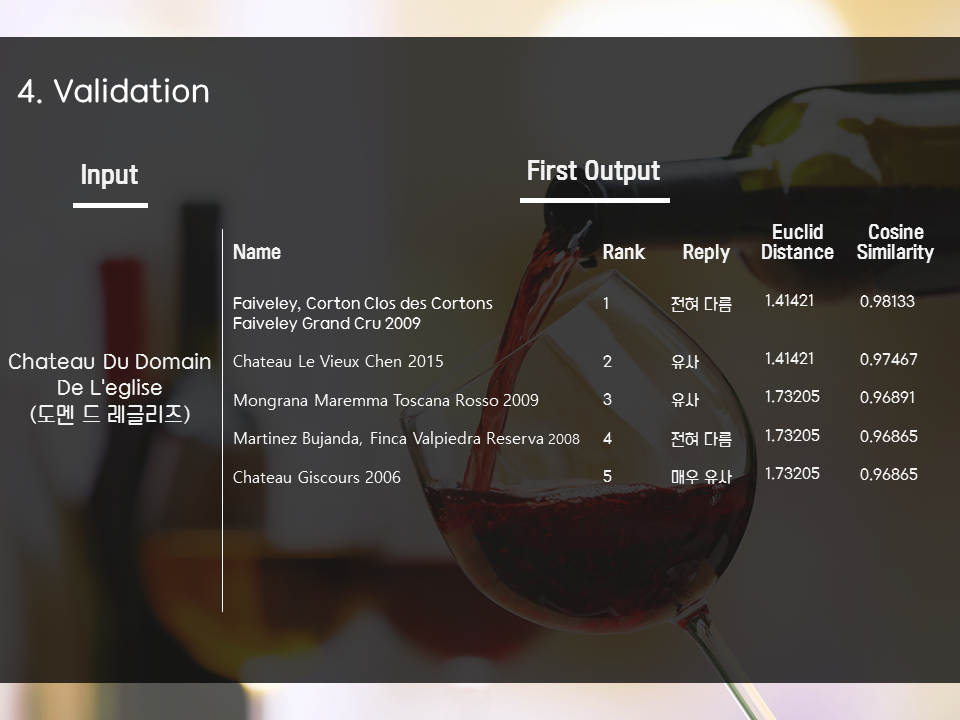 4. Validation
Input
First Output
Name
Rank
Reply
Euclid
Distance
Cosine
Similarity
Chateau Du Domain
De L'eglise
(도멘 드 레글리즈)
Faiveley, Corton Clos des Cortons
Faiveley Grand Cru 2009
1
전혀 다름
1.41421
0.98133
Chateau Le Vieux Chen 2015
2
유사
1.41421
0.97467
Mongrana Maremma Toscana Rosso 2009
3
유사
1.73205
0.96891
Martinez Bujanda, Finca Valpiedra Reserva 2008
4
전혀 다름
1.73205
0.96865
Chateau Giscours 2006
5
매우 유사
1.73205
0.96865